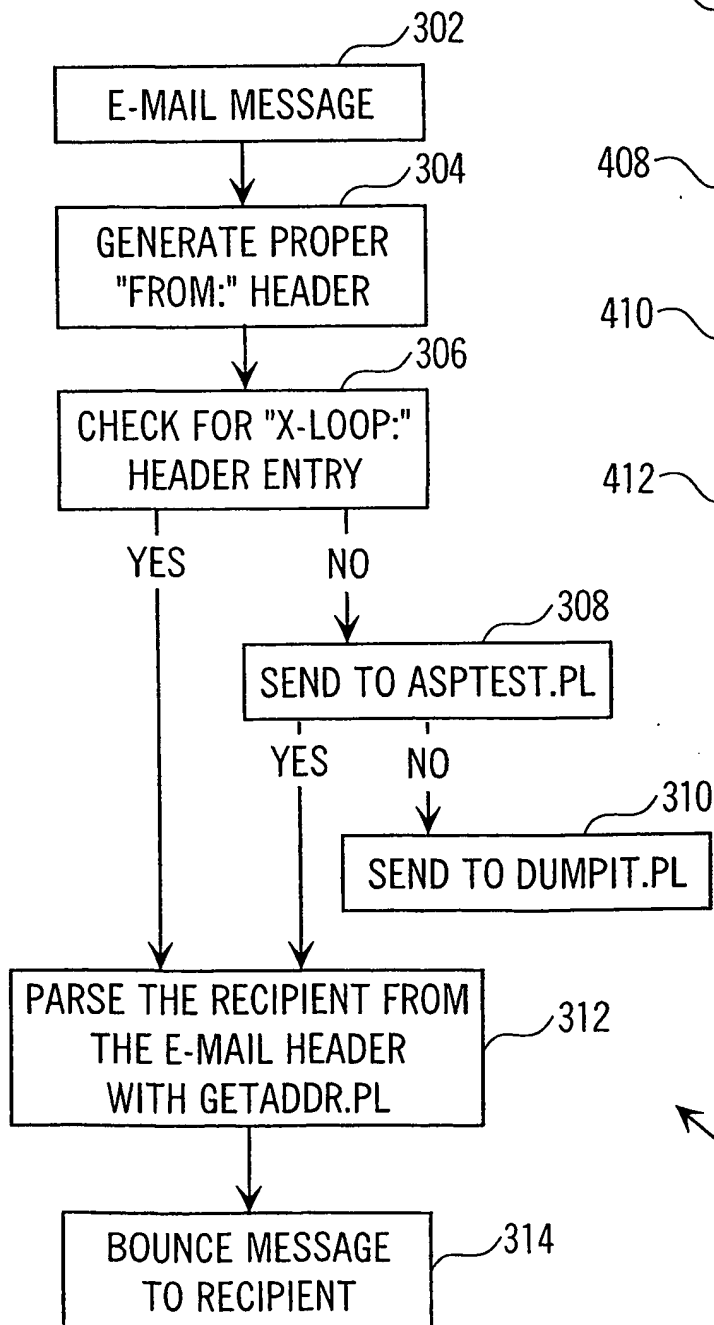 302
E-MAIL MESSAGE
304
408
GENERATE PROPER
"FROM:" HEADER
410
306
CHECK FOR "X-LOOP:"
HEADER ENTRY
412
YES NO
308
SEND TO ASPTEST.PL
YES NO
310
SEND TO DUMPIT.PL
PARSE THE RECIPIENT FROM
THE E-MAIL HEADER
WITH GETADDR.PL
312
BOUNCE MESSAGE
TO RECIPIENT
314